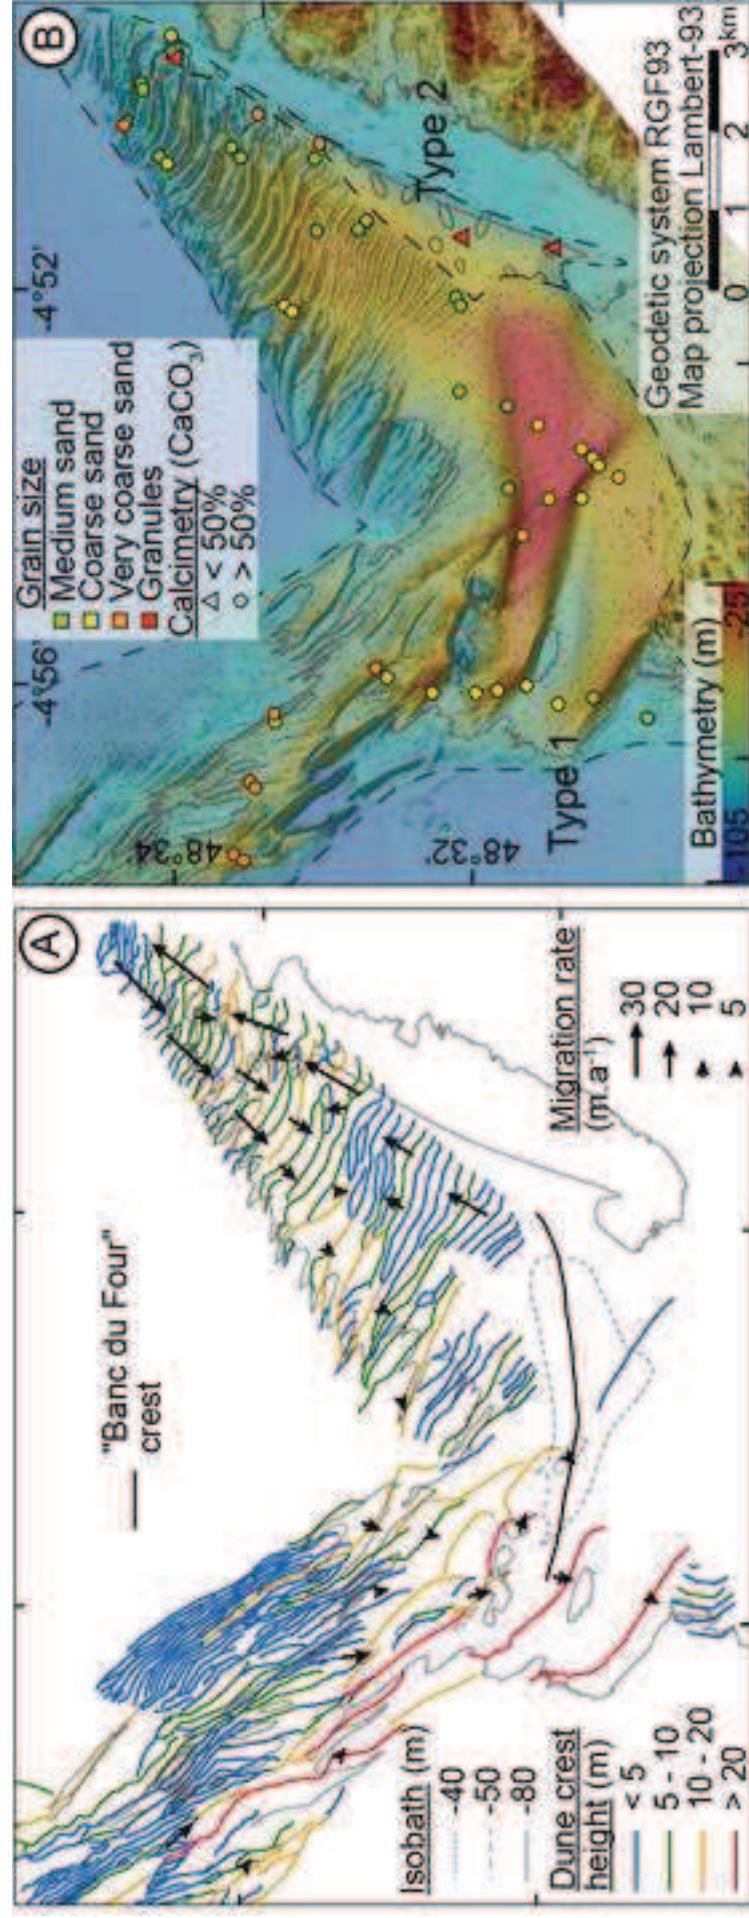 A
"Banc du Four"
crest
Isobath (m)
-40
-50
-80
Dune crest
height (m)
< 5
5 - 10
10 - 20
> 20
Migration rate
(m.a⁻¹)
30
20
10
5
B
-4°56'
-4°52'
48°34'
48°32'
Grain size
Medium sand
Coarse sand
Very coarse sand
Granules
Calcimetry (CaCO₃)
< 50%
> 50%
Type 1
Type 2
Bathymetry (m)
-105
-25
Geodetic system RGF93
Map projection Lambert-93
0 1 2 3km